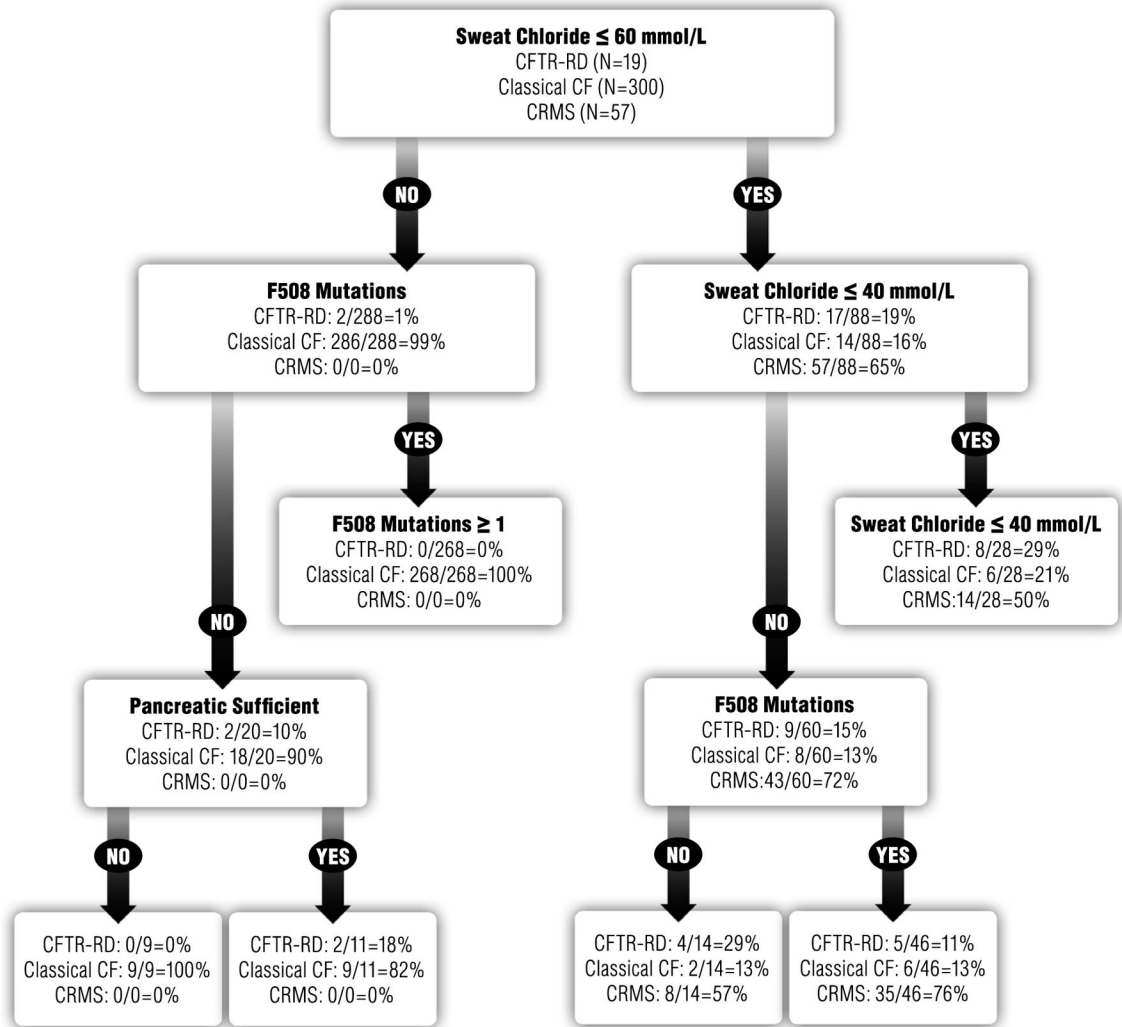 Sweat Chloride ≤ 60 mmol/L
CFTR-RD (N=19)
Classical CF (N=300)
CRMS (N=57)
NO
YES
F508 Mutations
CFTR-RD: 2/288=1%
Classical CF: 286/288=99%
CRMS: 0/0=0%
Sweat Chloride ≤ 40 mmol/L
CFTR-RD: 17/88=19%
Classical CF: 14/88=16%
CRMS: 57/88=65%
YES
YES
F508 Mutations ≥ 1
CFTR-RD: 0/268=0%
Classical CF: 268/268=100%
CRMS: 0/0=0%
Sweat Chloride ≤ 40 mmol/L
CFTR-RD: 8/28=29%
Classical CF: 6/28=21%
CRMS:14/28=50%
NO
NO
Pancreatic Sufficient
CFTR-RD: 2/20=10%
Classical CF: 18/20=90%
CRMS: 0/0=0%
F508 Mutations
CFTR-RD: 9/60=15%
Classical CF: 8/60=13%
CRMS:43/60=72%
NO
YES
NO
YES
CFTR-RD: 0/9=0%
Classical CF: 9/9=100%
CRMS: 0/0=0%
CFTR-RD: 2/11=18%
Classical CF: 9/11=82%
CRMS: 0/0=0%
CFTR-RD: 4/14=29%
Classical CF: 2/14=13%
CRMS: 8/14=57%
CFTR-RD: 5/46=11%
Classical CF: 6/46=13%
CRMS: 35/46=76%